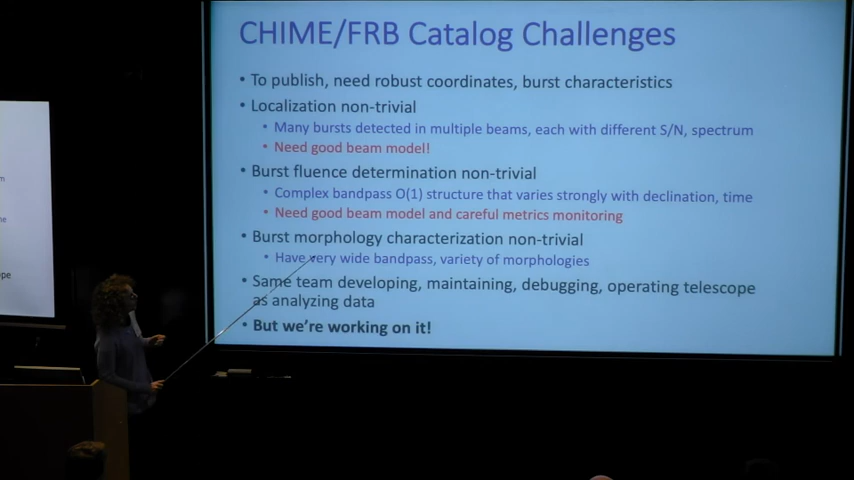 CHIME/FRB Catalog Challenges
• To publish, need robust coordinates, burst characteristics
• Localization non-trivial
• Many bursts detected in multiple beams, each with different S/N, spectrum
• Need good beam model!
• Burst fluence determination non-trivial
• Complex bandpass O(1) structure that varies strongly with declination, time
• Need good beam model and careful metrics monitoring
• Burst morphology characterization non-trivial
• Have very wide bandpass, variety of morphologies
• Same team developing, maintaining, debugging, operating telescope
as analyzing data
• But we're working on it!